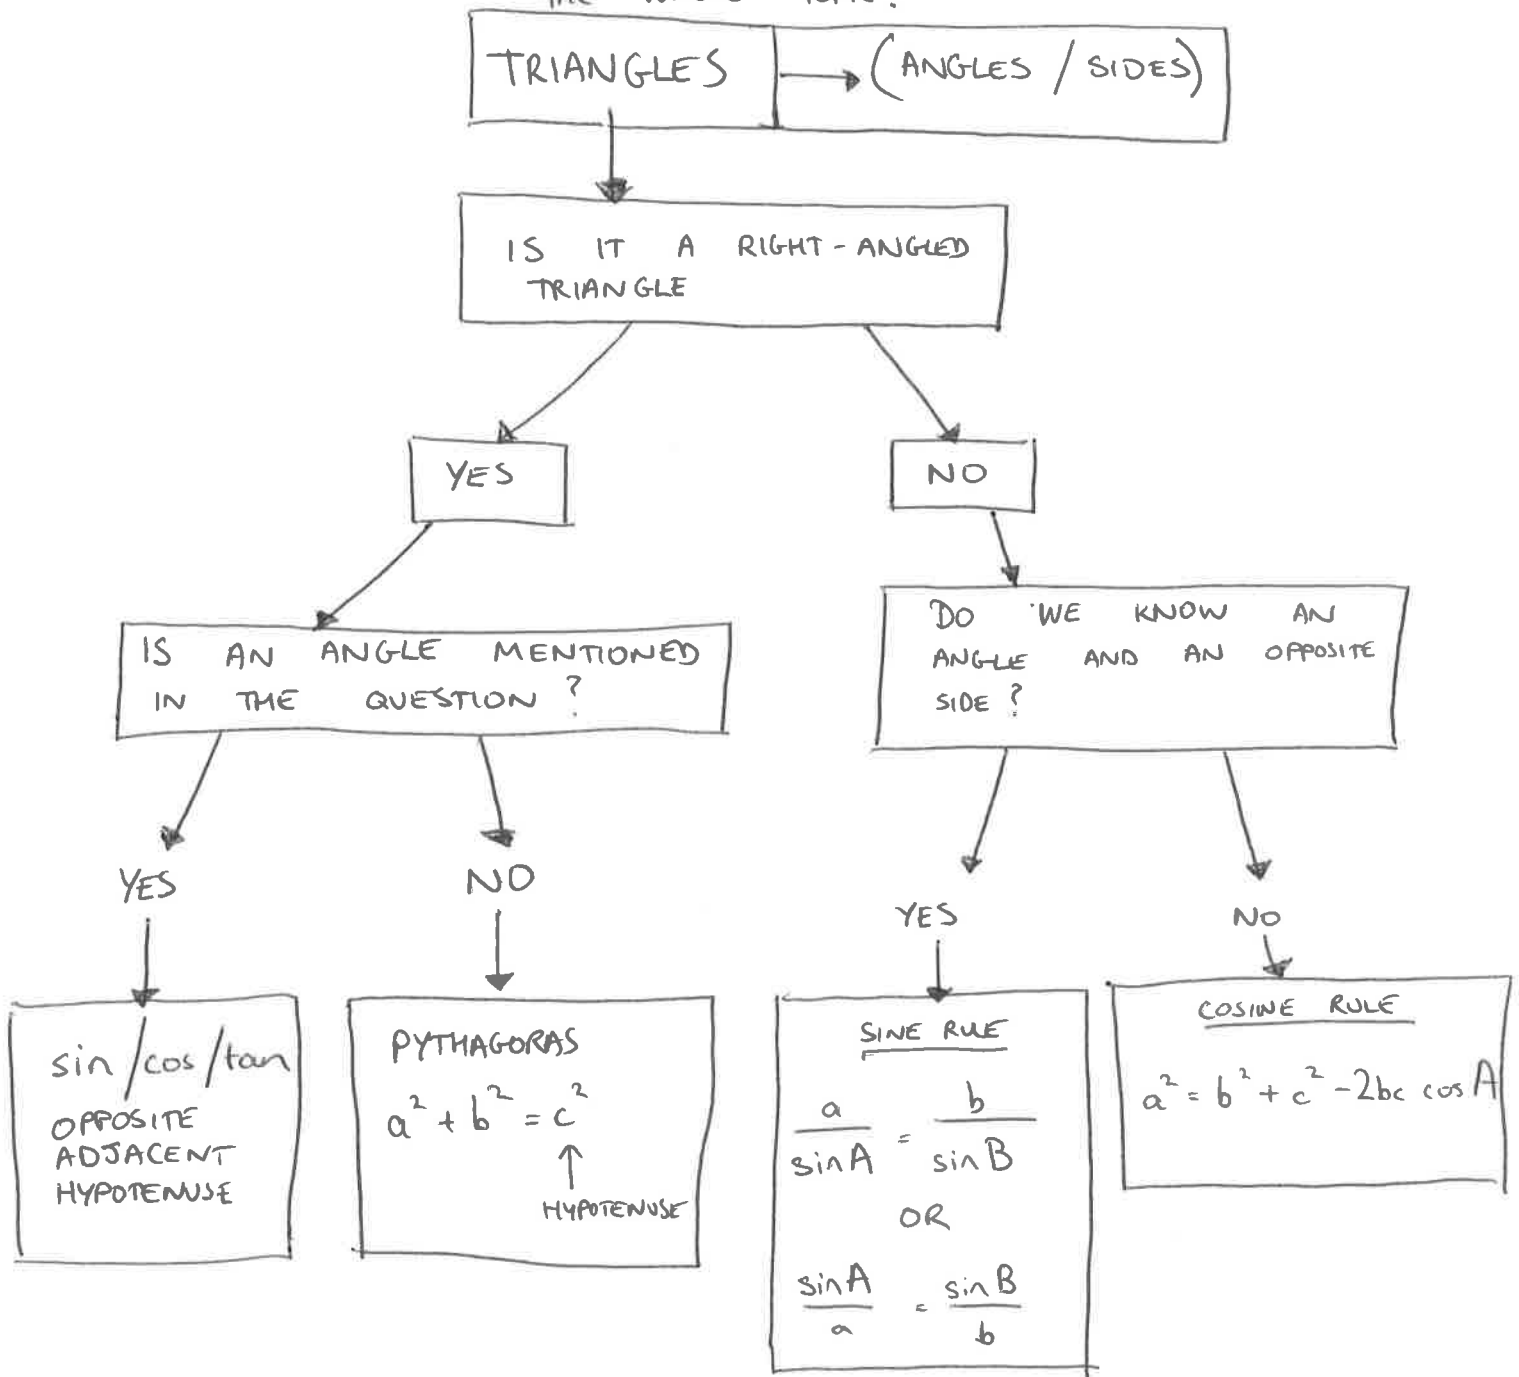 TRIANGLES → (ANGLES / SIDES)
IS IT A RIGHT-ANGLED
TRIANGLE
YES
NO
IS AN ANGLE MENTIONED
IN THE QUESTION?
DO WE KNOW AN
ANGLE AND AN OPPOSITE
SIDE?
YES
NO
YES
NO
sin/cos/tan
OPPOSITE
ADJACENT
HYPOTENUSE
PYTHAGORAS
a² + b² = c²
↑
HYPOTENUSE
SINE RULE
a/sinA = b/sinB
OR
sinA/a = sinB/b
COSINE RULE
a² = b² + c² - 2bc cos A